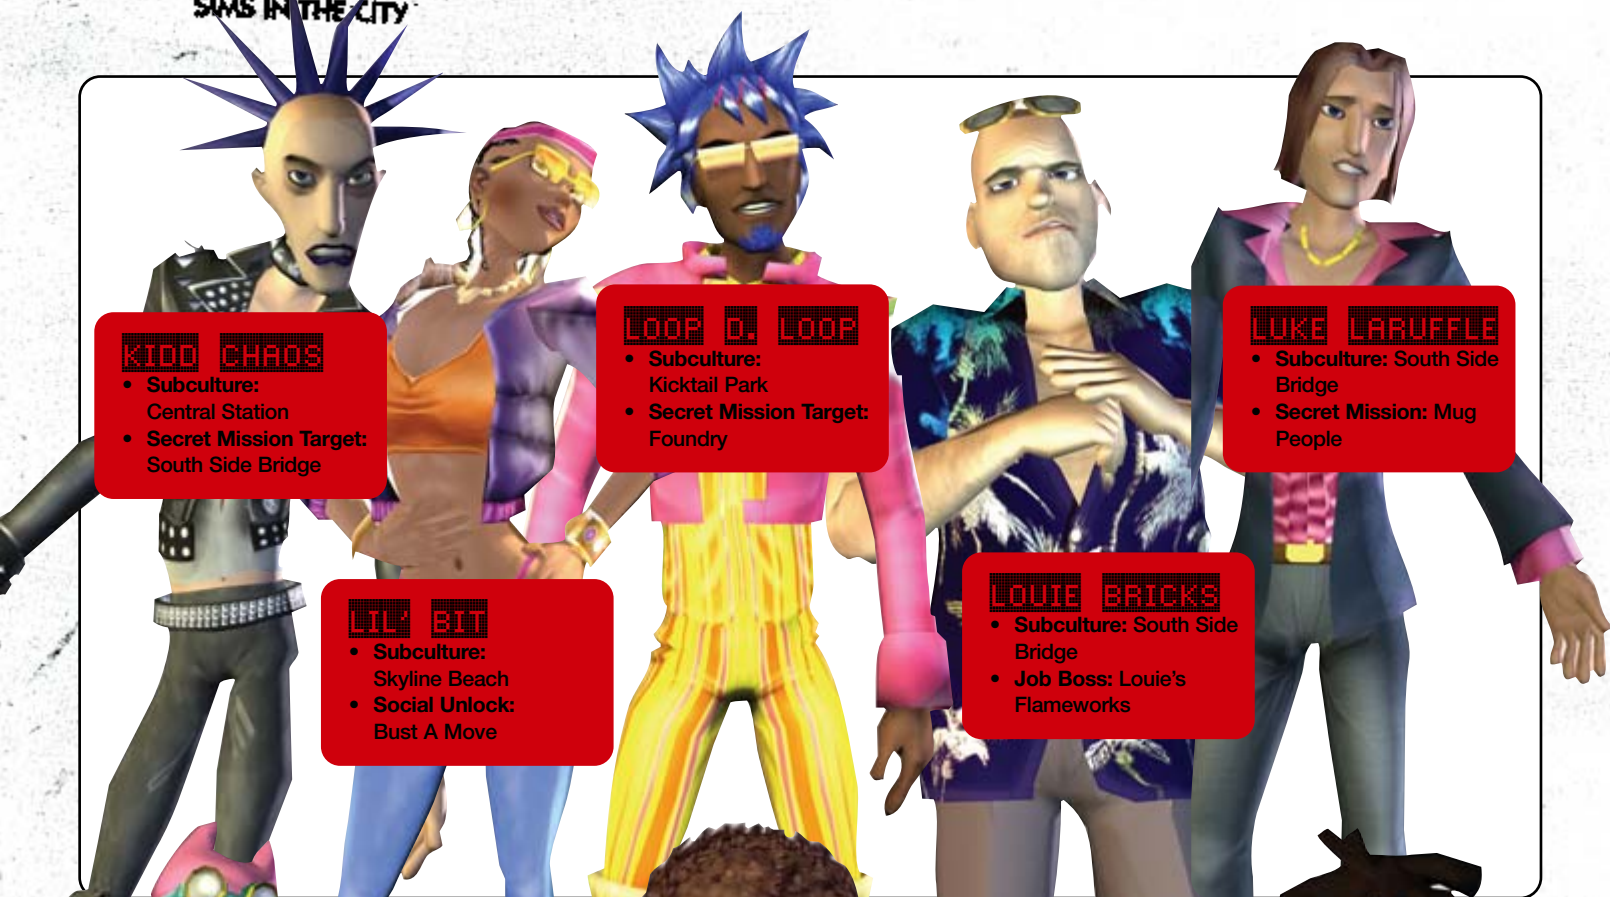 SIMS IN THE CITY
KIDD CHAOS
• Subculture:
Central Station
• Secret Mission Target:
South Side Bridge
LIL' BIT
• Subculture:
Skyline Beach
• Social Unlock:
Bust A Move
LOOP D. LOOP
• Subculture:
Kicktail Park
• Secret Mission Target:
Foundry
LOUIE BRICKS
• Subculture: South Side
Bridge
• Job Boss: Louie's
Flameworks
LUKE LARUFFLE
• Subculture: South Side
Bridge
• Secret Mission: Mug
People